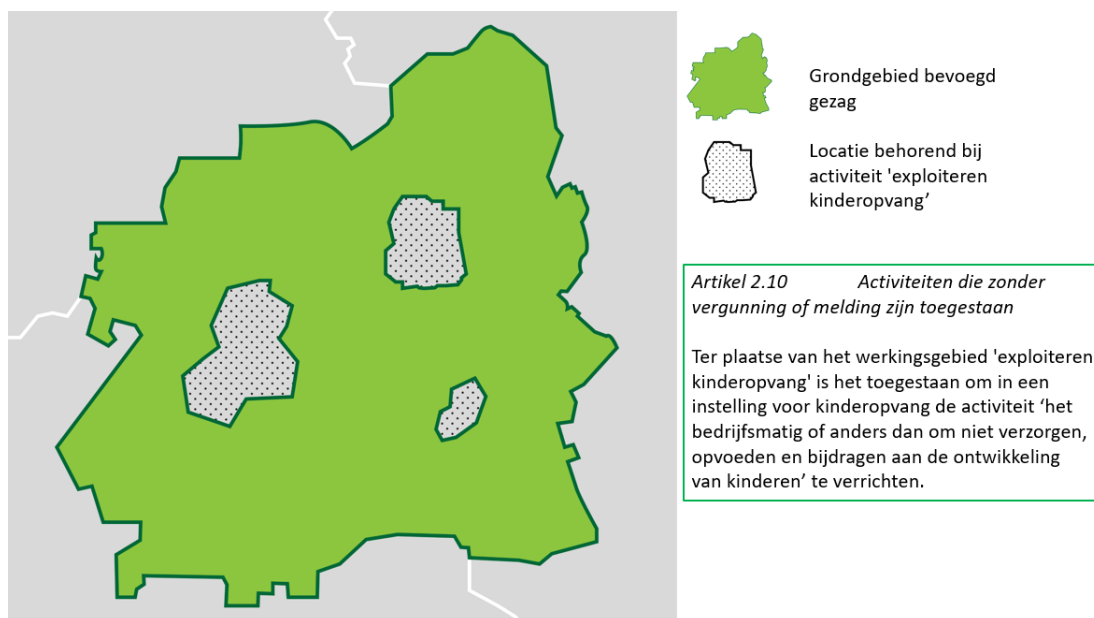 Grondgebied bevoegd
gezag
Locatie behorend bij
activiteit 'exploiteren
kinderopvang’
Artikel 2.10 Activiteiten die zonder
vergunning of melding zijn toegestaan
Ter plaatse van het werkingsgebied 'exploiteren
kinderopvang' is het toegestaan om in een
instelling voor kinderopvang de activiteit ‘het
bedrijfsmatig of anders dan om niet verzorgen,
opvoeden en bijdragen aan de ontwikkeling
van kinderen’ te verrichten.